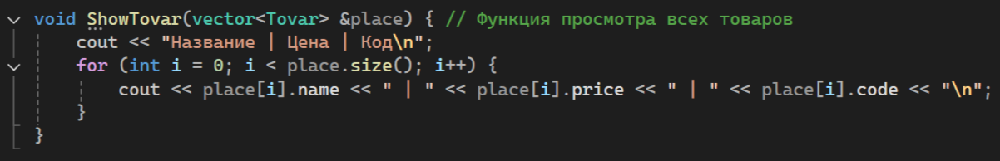 void ShowTovar(vector<Tovar> &place) { // Функция просмотра всех товаров
    cout << "Название | Цена | Код\n";
    for (int i = 0; i < place.size(); i++) {
        cout << place[i].name << " | " << place[i].price << " | " << place[i].code << "\n";
    }
}